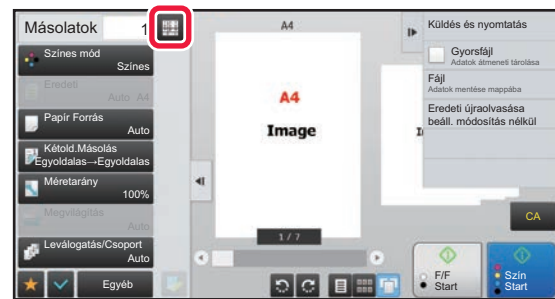 Másolatok 1
Színes mód
Színes
Eredeti
Auto A4
Papír Forrás
Auto
Kétold.Másolás
Egyoldalas→Egyoldalas
Méretarány
100%
Megvilágítás
Auto
Leválogatás/Csoport
Auto
Egyéb
A4
A4
Image
1 / 7
Küldés és nyomtatás
Gyorsfájl
Adatok átmeneti tárolása
Fájl
Adatok mentése mappába
Eredeti újraolvasása
beáll. módosítás nélkül
CA
F/F
Start
Szín
Start